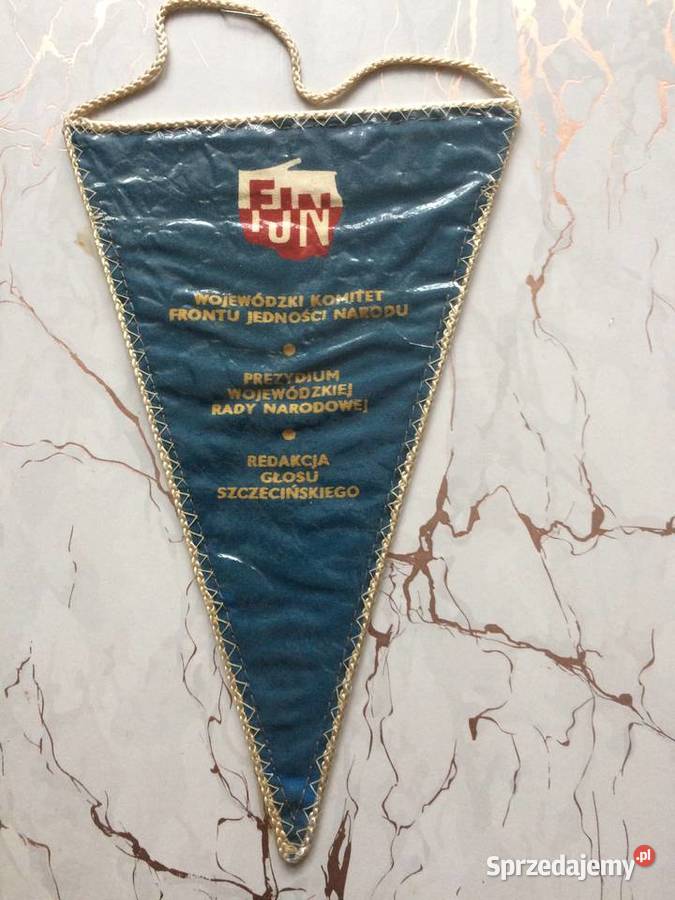 FJN
WOJEWÓDZKI KOMITET
FRONTU JEDNOŚCI NARODU
PREZYDIUM
WOJEWÓDZKIEJ
RADY NARODOWEJ
REDAKCJA
GŁOSU
SZCZECIŃSKIEGO
Sprzedajemy.pl